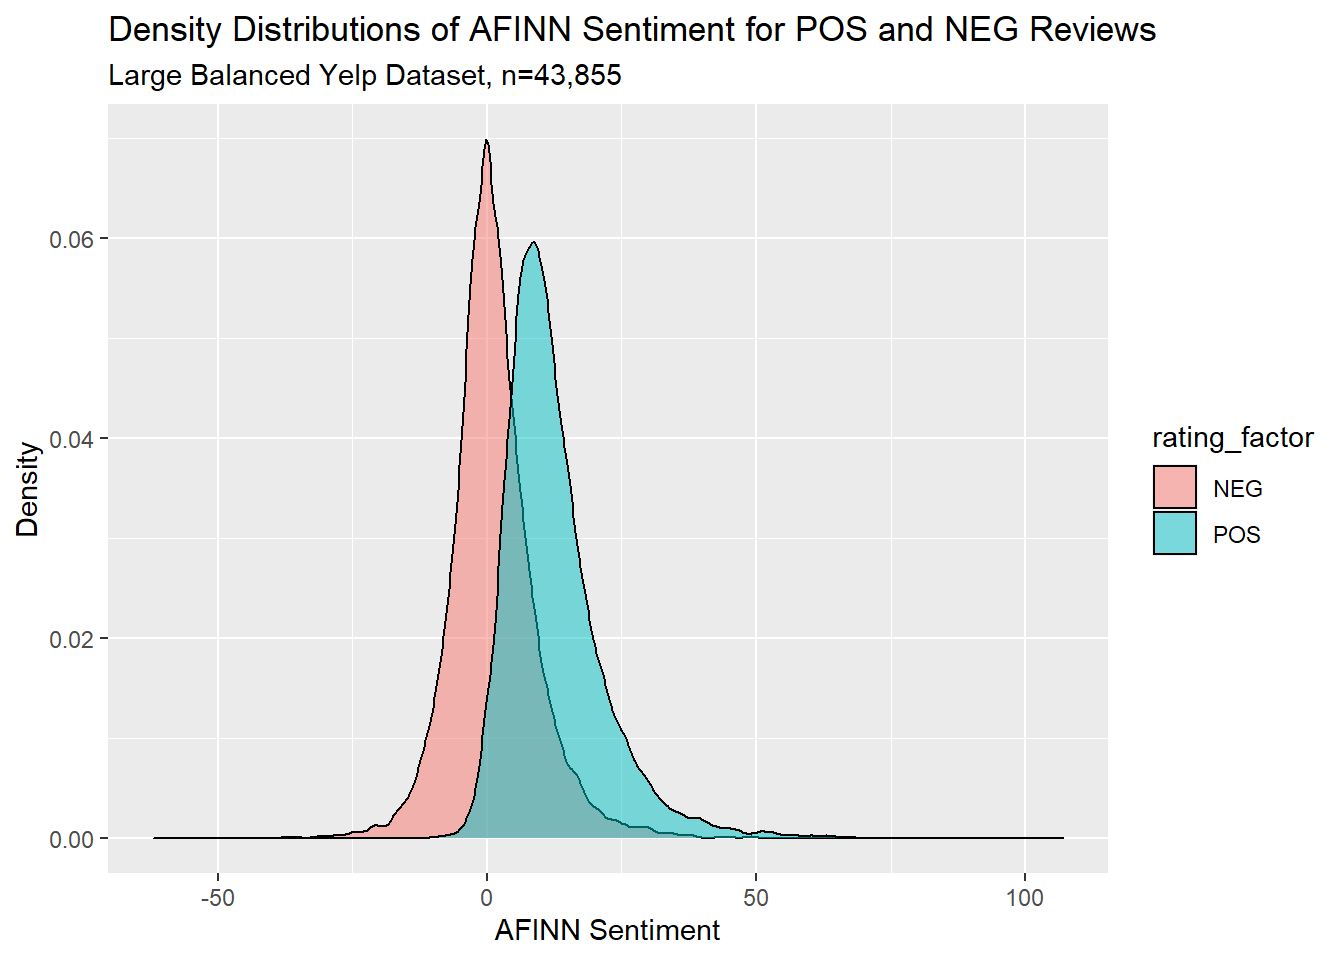 Density Distributions of AFINN Sentiment for POS and NEG Reviews
Large Balanced Yelp Dataset, n=43,855
Density
0.06
0.04
0.02
0.00
-50
0
50
100
AFINN Sentiment
rating_factor
NEG
POS